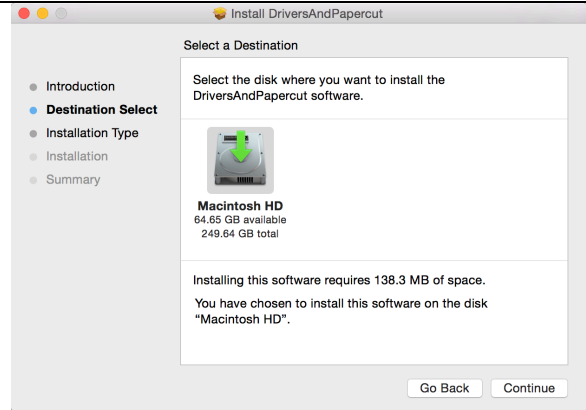 Install DriversAndPapercut
Select a Destination
Introduction
Destination Select
Installation Type
Installation
Summary
Select the disk where you want to install the
DriversAndPapercut software.
Macintosh HD
64.65 GB available
249.64 GB total
Installing this software requires 138.3 MB of space.
You have chosen to install this software on the disk
“Macintosh HD”.
Go Back
Continue